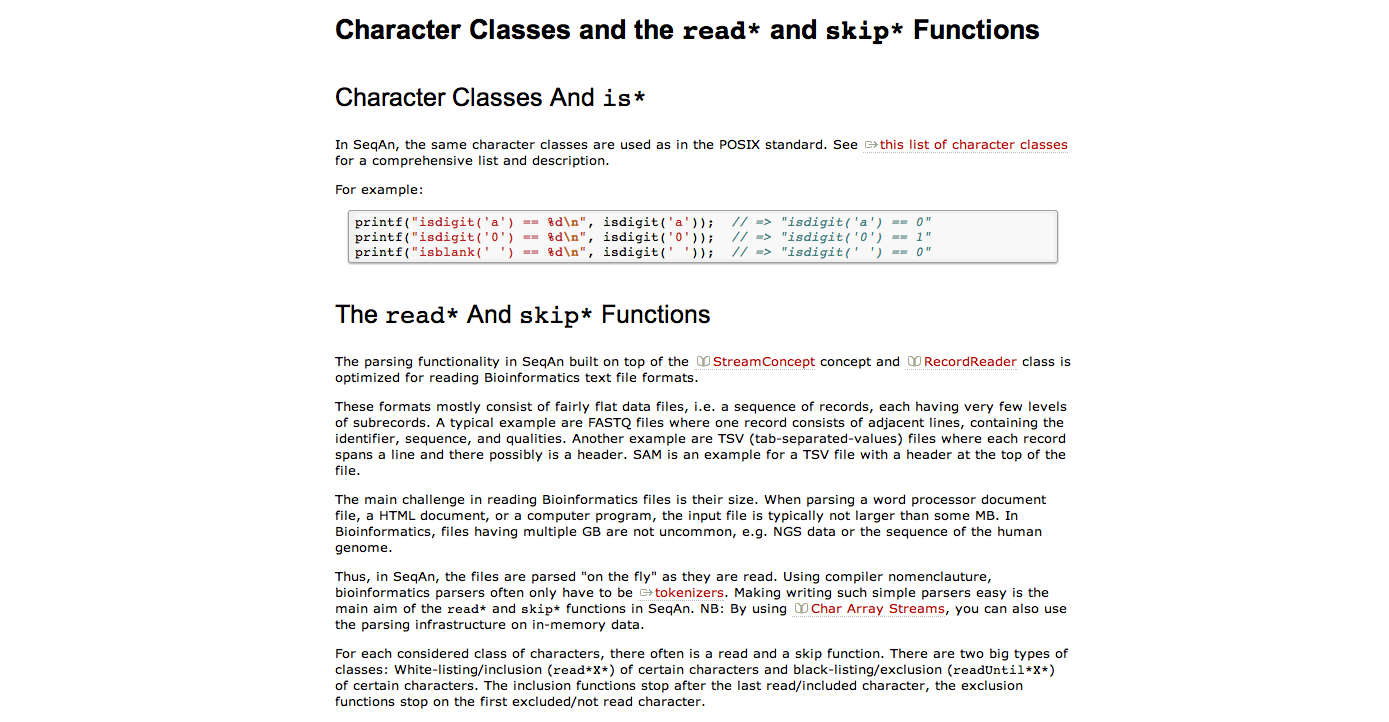 Character Classes and the read* and skip* Functions
Character Classes And is*
In SeqAn, the same character classes are used as in the POSIX standard. See this list of character classes
for a comprehensive list and description.
For example:
printf("isdigit('a') == %d\n", isdigit('a'));  // => "isdigit('a') == 0"
printf("isdigit('0') == %d\n", isdigit('0'));  // => "isdigit('0') == 1"
printf("isblank(' ') == %d\n", isdigit(' '));  // => "isdigit(' ') == 0"
The read* And skip* Functions
The parsing functionality in SeqAn built on top of the StreamConcept concept and RecordReader class is
optimized for reading Bioinformatics text file formats.
These formats mostly consist of fairly flat data files, i.e. a sequence of records, each having very few levels
of subrecords. A typical example are FASTQ files where one record consists of adjacent lines, containing the
identifier, sequence, and qualities. Another example are TSV (tab-separated-values) files where each record
spans a line and there possibly is a header. SAM is an example for a TSV file with a header at the top of the
file.
The main challenge in reading Bioinformatics files is their size. When parsing a word processor document
file, a HTML document, or a computer program, the input file is typically not larger than some MB. In
Bioinformatics, files having multiple GB are not uncommon, e.g. NGS data or the sequence of the human
genome.
Thus, in SeqAn, the files are parsed "on the fly" as they are read. Using compiler nomenclauture,
bioinformatics parsers often only have to be tokenizers. Making writing such simple parsers easy is the
main aim of the read* and skip* functions in SeqAn. NB: By using Char Array Streams, you can also use
the parsing infrastructure on in-memory data.
For each considered class of characters, there often is a read and a skip function. There are two big types of
classes: White-listing/inclusion (read*X*) of certain characters and black-listing/exclusion (readUntil*X*)
of certain characters. The inclusion functions stop after the last read/included character, the exclusion
functions stop on the first excluded/not read character.